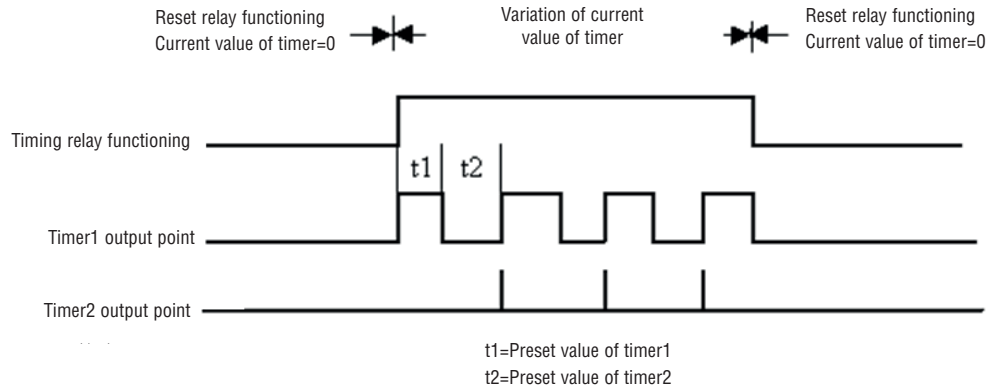 Reset relay functioning
Current value of timer=0
Variation of current
value of timer
Reset relay functioning
Current value of timer=0
Timing relay functioning
t1
t2
Timer1 output point
Timer2 output point
t1=Preset value of timer1
t2=Preset value of timer2